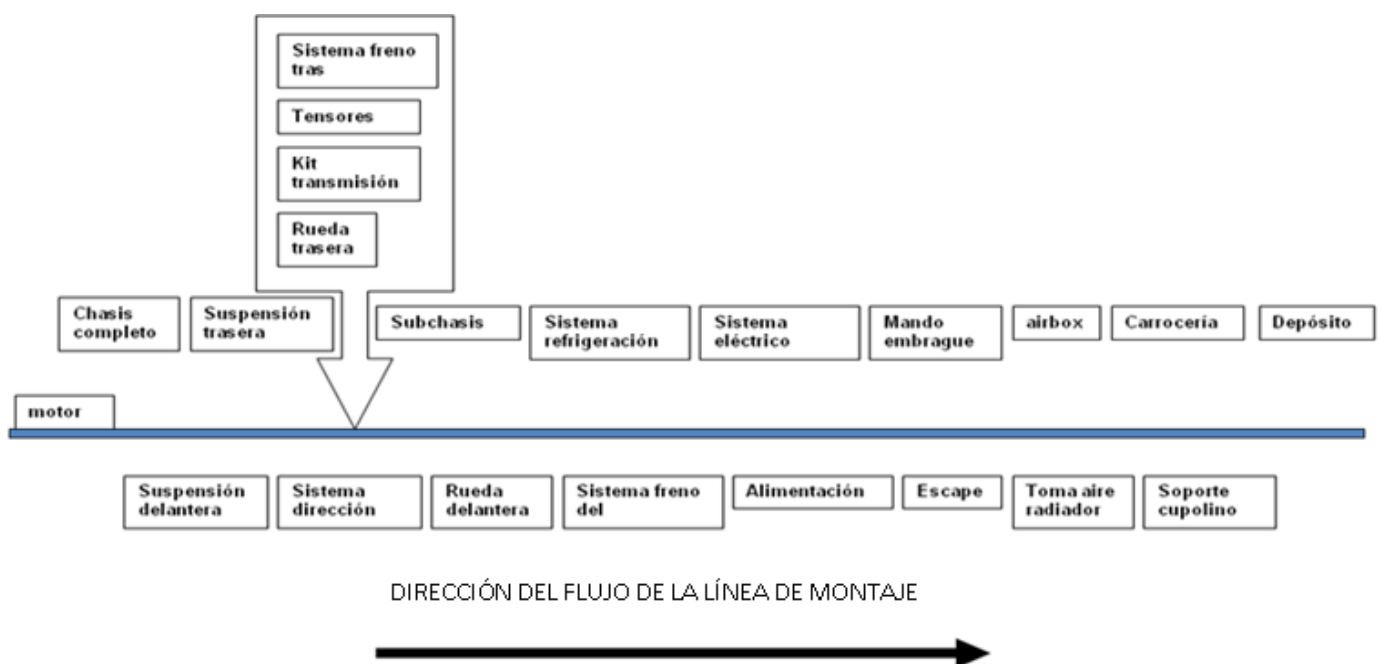 Sistema freno
tras
Tensores
Kit
transmisión
Rueda
trasera
Chasis
completo
Suspensión
trasera
Subchasis
Sistema
refrigeración
Sistema
eléctrico
Mando
embrague
airbox
Carrocería
Depósito
motor
Suspensión
delantera
Sistema
dirección
Rueda
delantera
Sistema freno
del
Alimentación
Escape
Toma aire
radiador
Soporte
cupolino
DIRECCIÓN DEL FLUJO DE LA LÍNEA DE MONTAJE